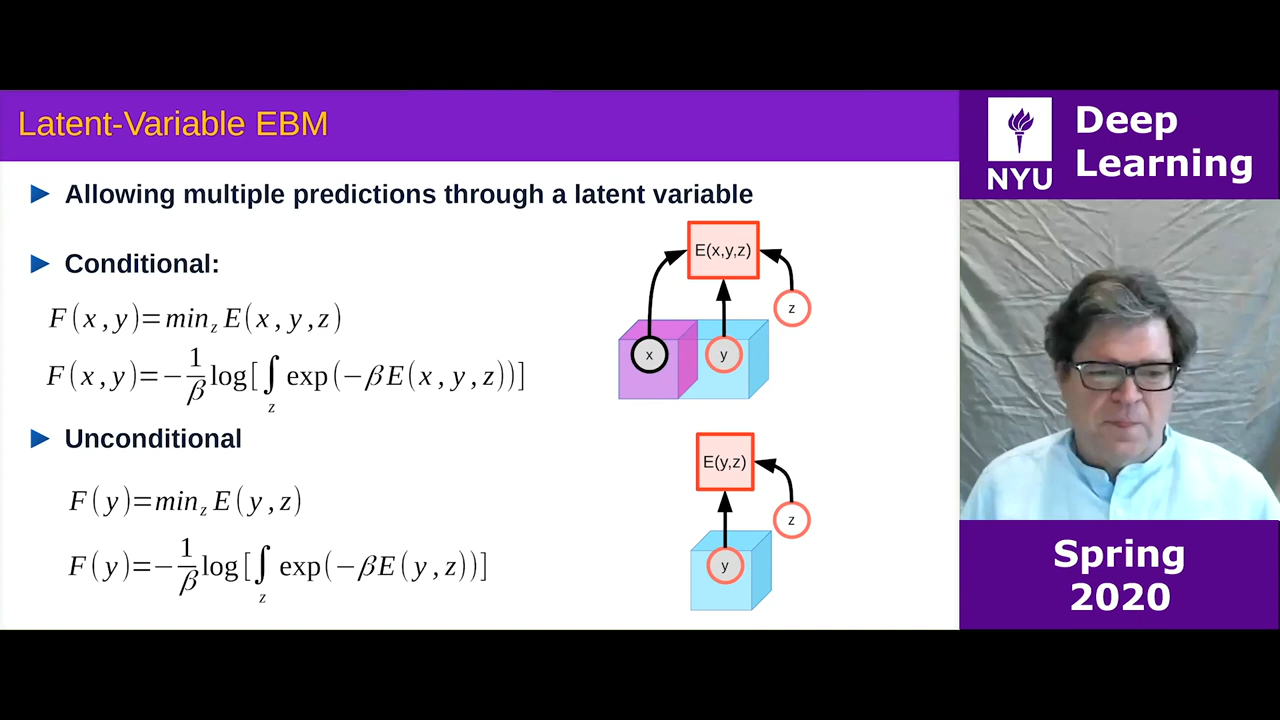 Latent-Variable EBM
Allowing multiple predictions through a latent variable
Conditional:
F(x,y)=min_z E(x,y,z)
F(x,y)=−1/β log[∫_z exp(−βE(x,y,z))]
Unconditional
F(y)=min_z E(y,z)
F(y)=−1/β log[∫_z exp(−βE(y,z))]
E(x,y,z)
z
x
y
E(y,z)
z
y
NYU
Deep
Learning
Spring
2020